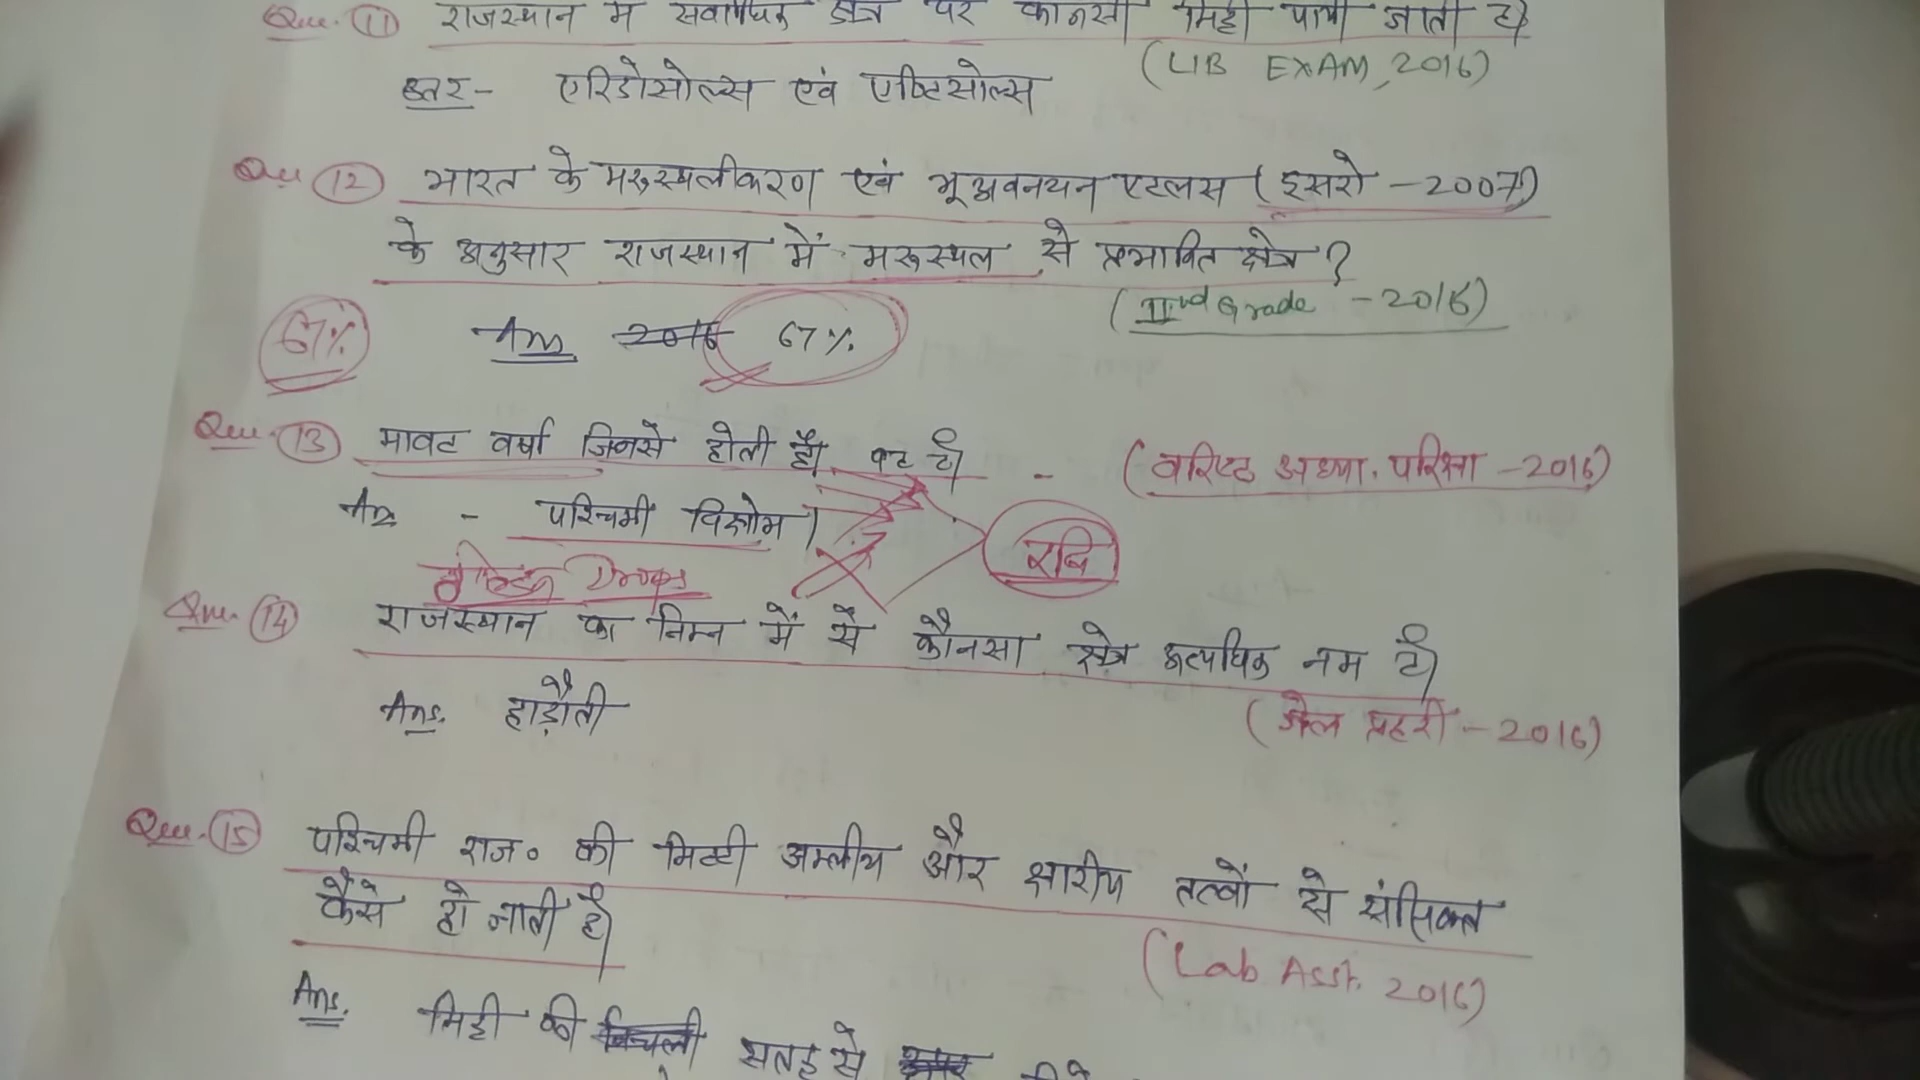 Que. 11 राजस्थान में सर्वाधिक क्षेत्र पर कौनसी मिट्टी पायी जाती है।
(LIB EXAM, 2016)
उत्तर- एरिडोसोल्स एवं एण्टिसोल्स
Que 12 भारत के मरुस्थलीकरण एवं भूअवनयन एटलस (इसरो - 2007)
के अनुसार राजस्थान में मरुस्थल से प्रभावित क्षेत्र ?
(IInd Grade - 2016)
67% Ans 67%
Que. 13 मावट वर्षा जिनसे होती है। वह है। - (वरिष्ठ अध्या. परिक्षा - 2016)
Ans - पश्चिमी विक्षोभ।
रबि
Drops
Que. 14 राजस्थान का निम्न में से कौनसा क्षेत्र अत्यधिक नम है।
Ans. हाड़ौती (जेल प्रहरी - 2016)
Que. 15 पश्चिमी राज० की मिट्टी अम्लीय और क्षारीय तत्वों से संसिक्त
कैसे हो जाती है।
(Lab Asst. 2016)
Ans. मिट्टी की सतह से